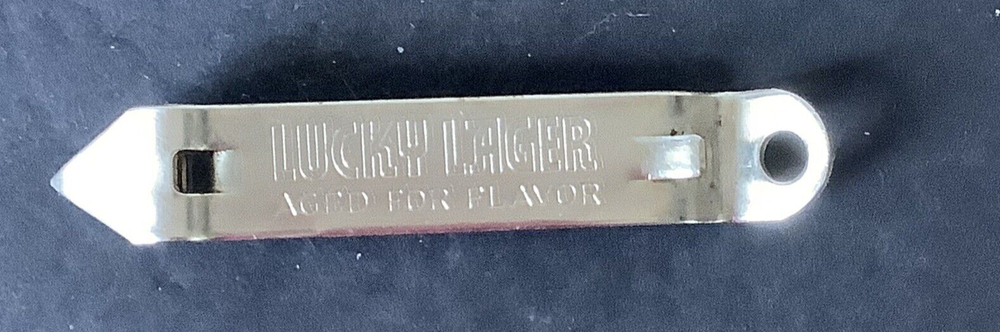 LUCKY LAGER
AGED FOR FLAVOR